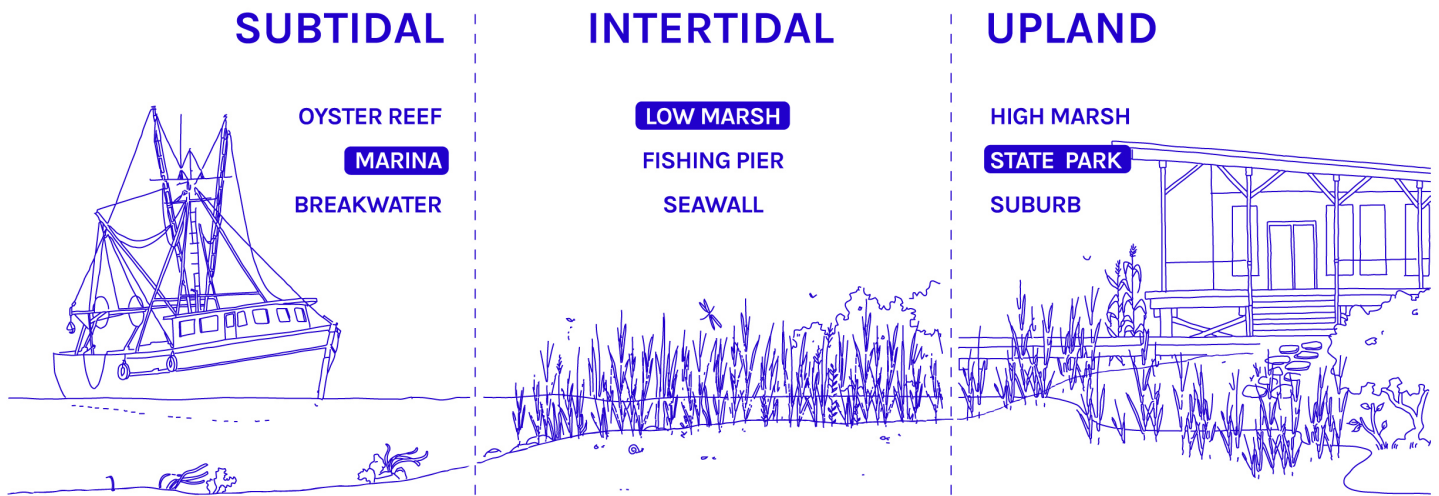 SUBTIDAL
OYSTER REEF
MARINA
BREAKWATER
INTERTIDAL
LOW MARSH
FISHING PIER
SEAWALL
UPLAND
HIGH MARSH
STATE PARK
SUBURB